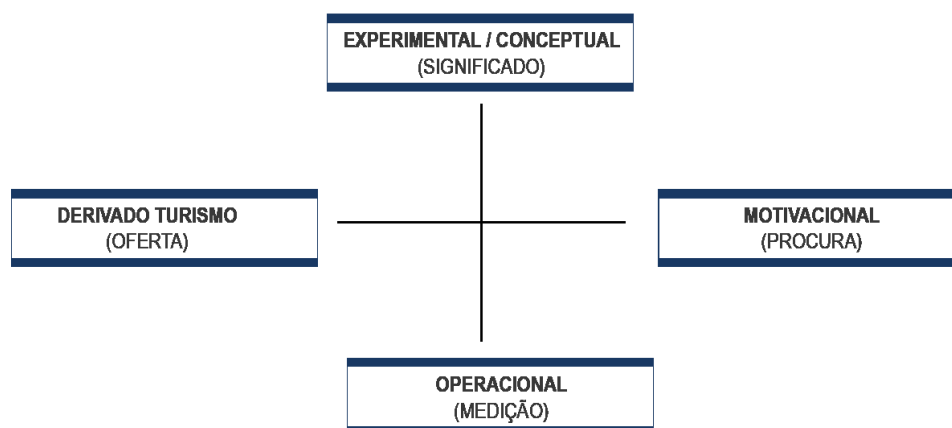 EXPERIMENTAL / CONCEPTUAL
(SIGNIFICADO)
DERIVADO TURISMO
(OFERTA)
MOTIVACIONAL
(PROCURA)
OPERACIONAL
(MEDIÇÃO)